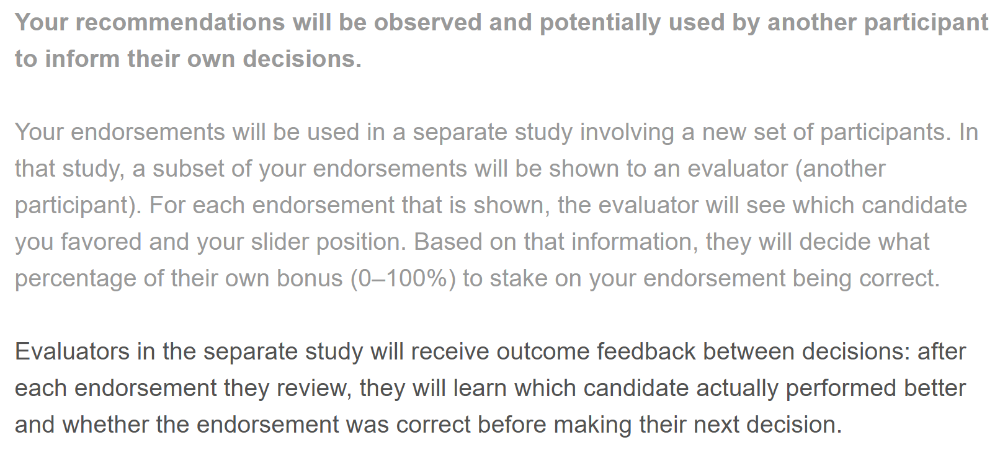 Your recommendations will be observed and potentially used by another participant
to inform their own decisions.
Your endorsements will be used in a separate study involving a new set of participants. In
that study, a subset of your endorsements will be shown to an evaluator (another
participant). For each endorsement that is shown, the evaluator will see which candidate
you favored and your slider position. Based on that information, they will decide what
percentage of their own bonus (0–100%) to stake on your endorsement being correct.
Evaluators in the separate study will receive outcome feedback between decisions: after
each endorsement they review, they will learn which candidate actually performed better
and whether the endorsement was correct before making their next decision.